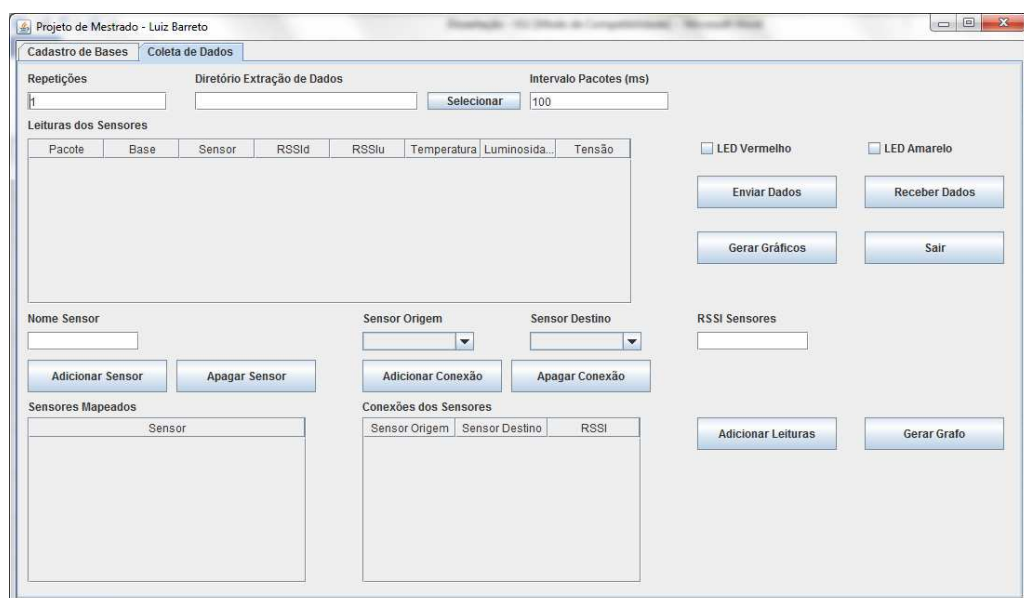 Projeto de Mestrado - Luiz Barreto
Cadastro de Bases Coleta de Dados
Repetições Diretório Extração de Dados Intervalo Pacotes (ms)
1 Selecionar 100
Leituras dos Sensores
Pacote Base Sensor RSSId RSSIu Temperatura Luminosida... Tensão
LED Vermelho LED Amarelo
Enviar Dados Receber Dados
Gerar Gráficos Sair
Nome Sensor Sensor Origem Sensor Destino RSSI Sensores
Adicionar Sensor Apagar Sensor Adicionar Conexão Apagar Conexão
Sensores Mapeados Conexões dos Sensores
Sensor Sensor Origem Sensor Destino RSSI
Adicionar Leituras Gerar Grafo